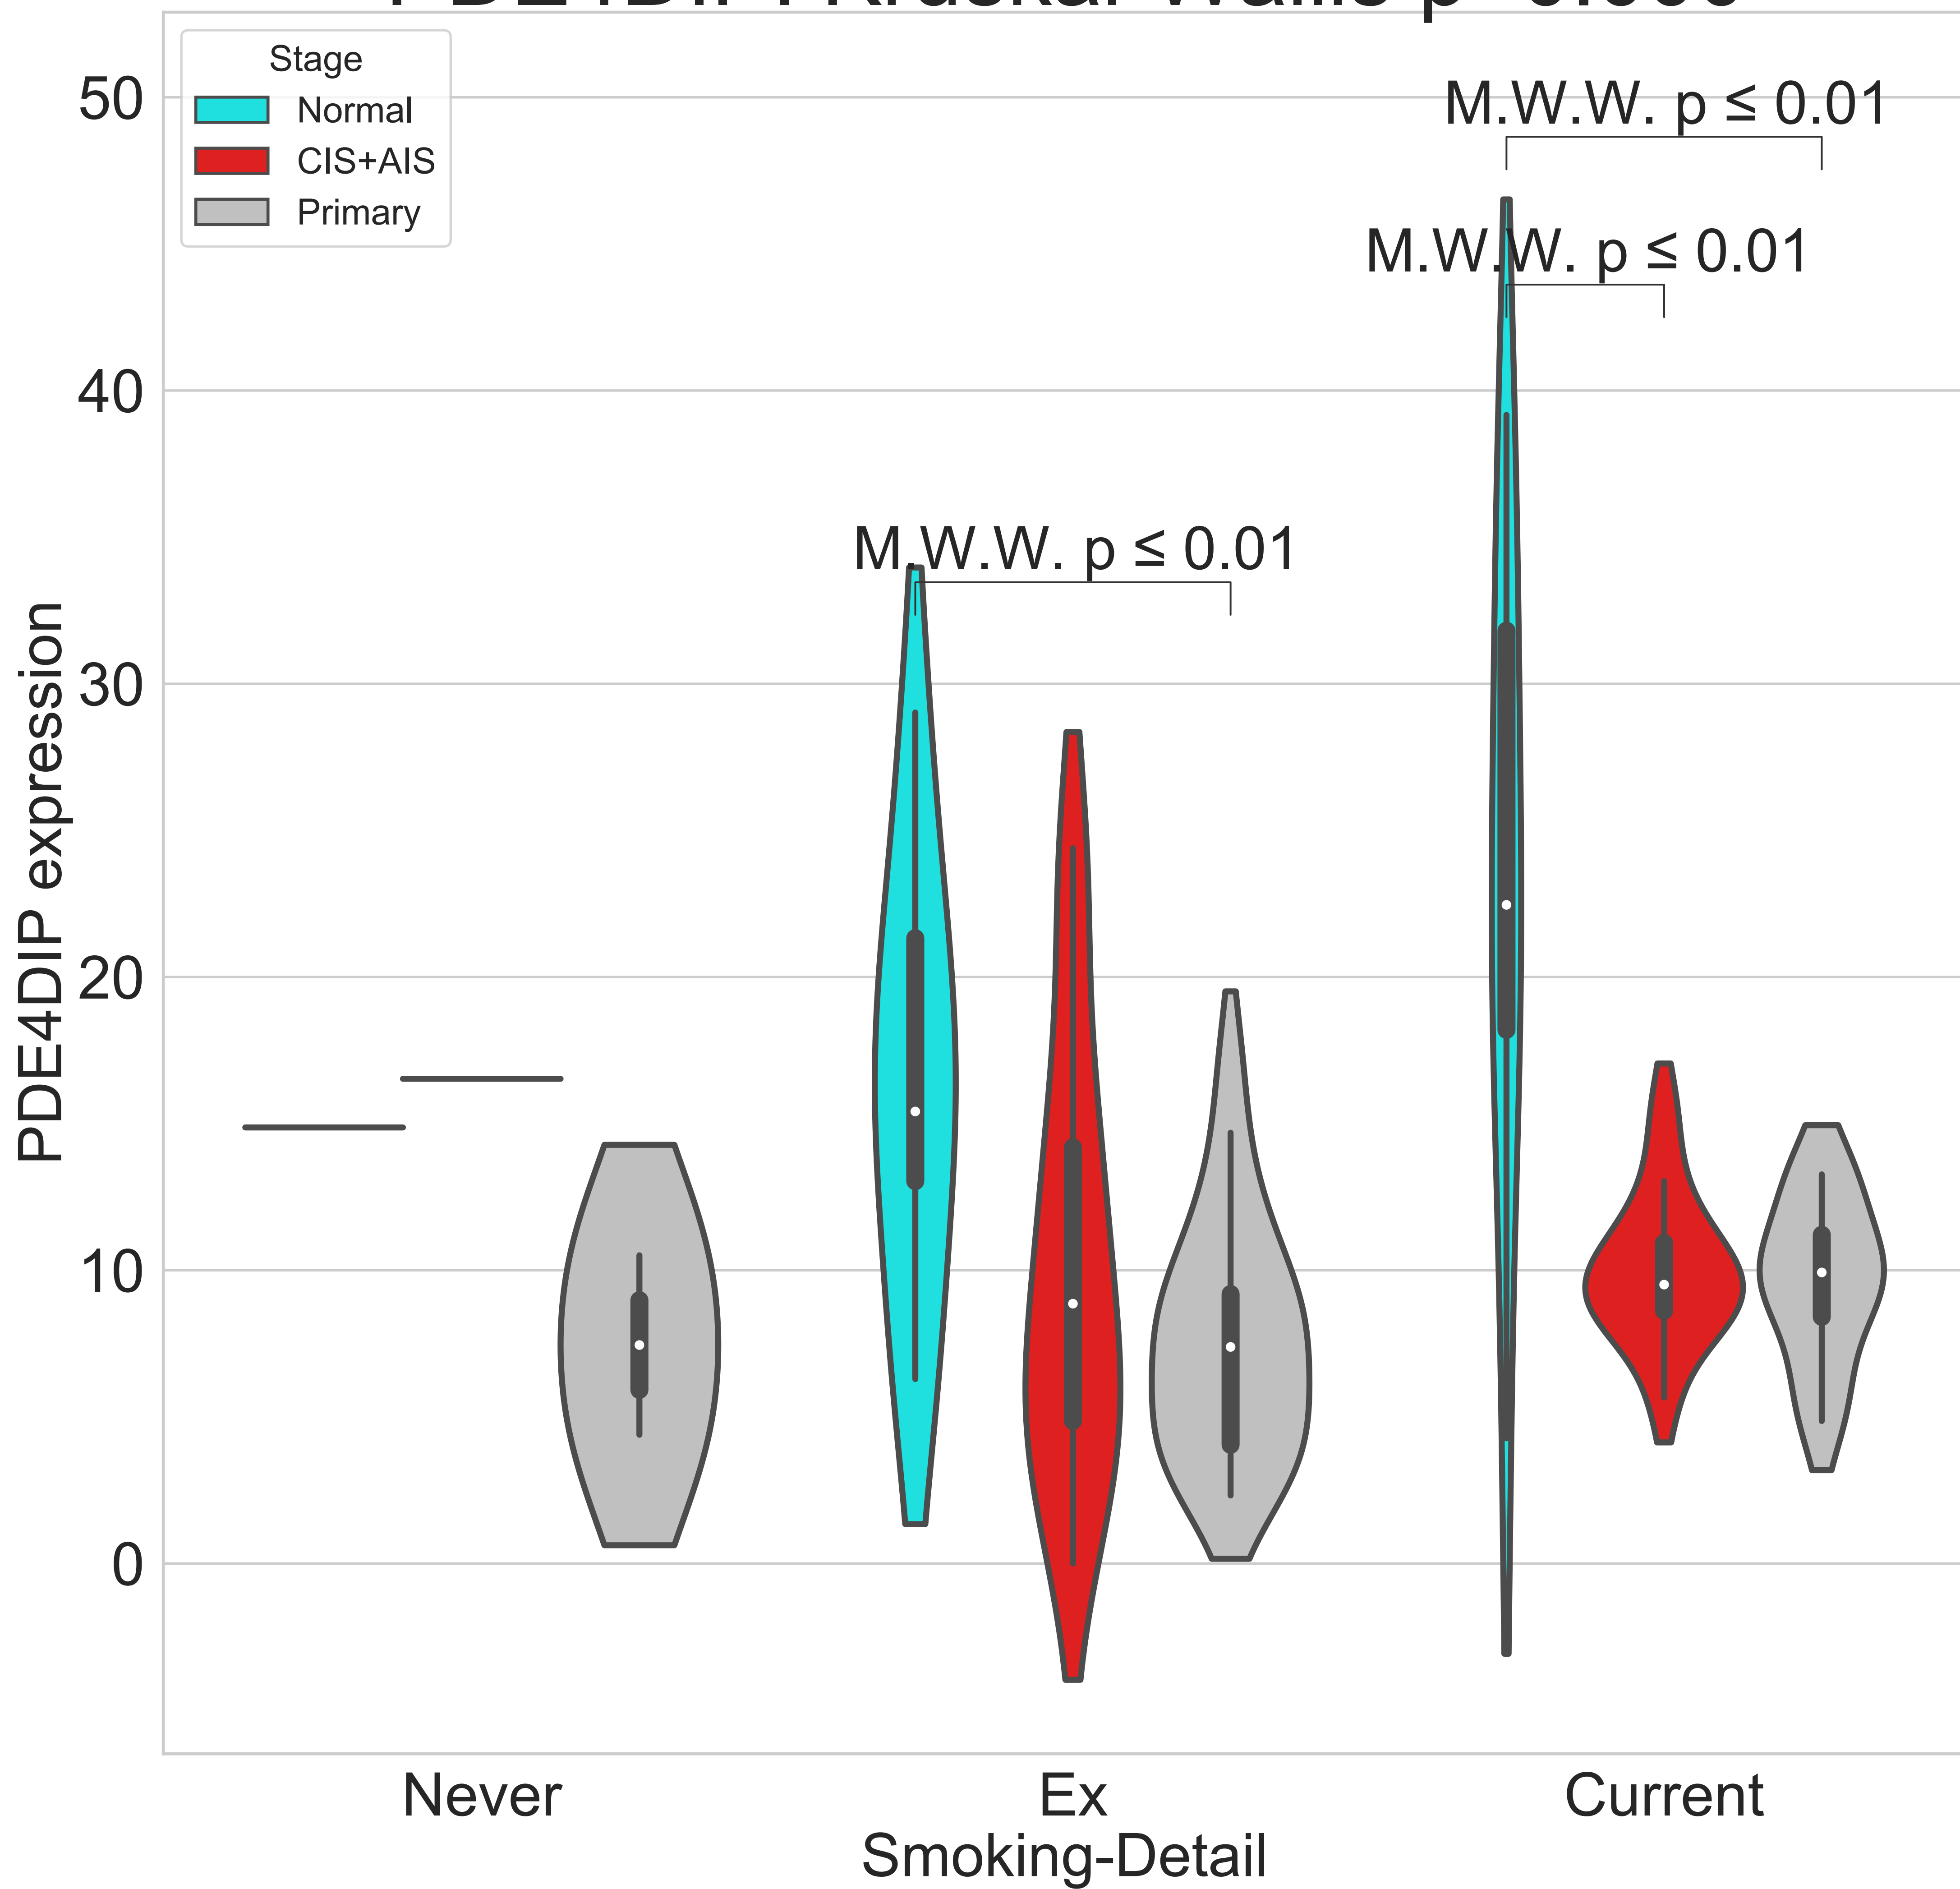 Stage
Normal
CIS+AIS
Primary
M.W.W. p ≤ 0.01
M.W.W. p ≤ 0.01
M.W.W. p ≤ 0.01
PDE4DIP expression
50
40
30
20
10
0
Never
Ex
Current
Smoking-Detail